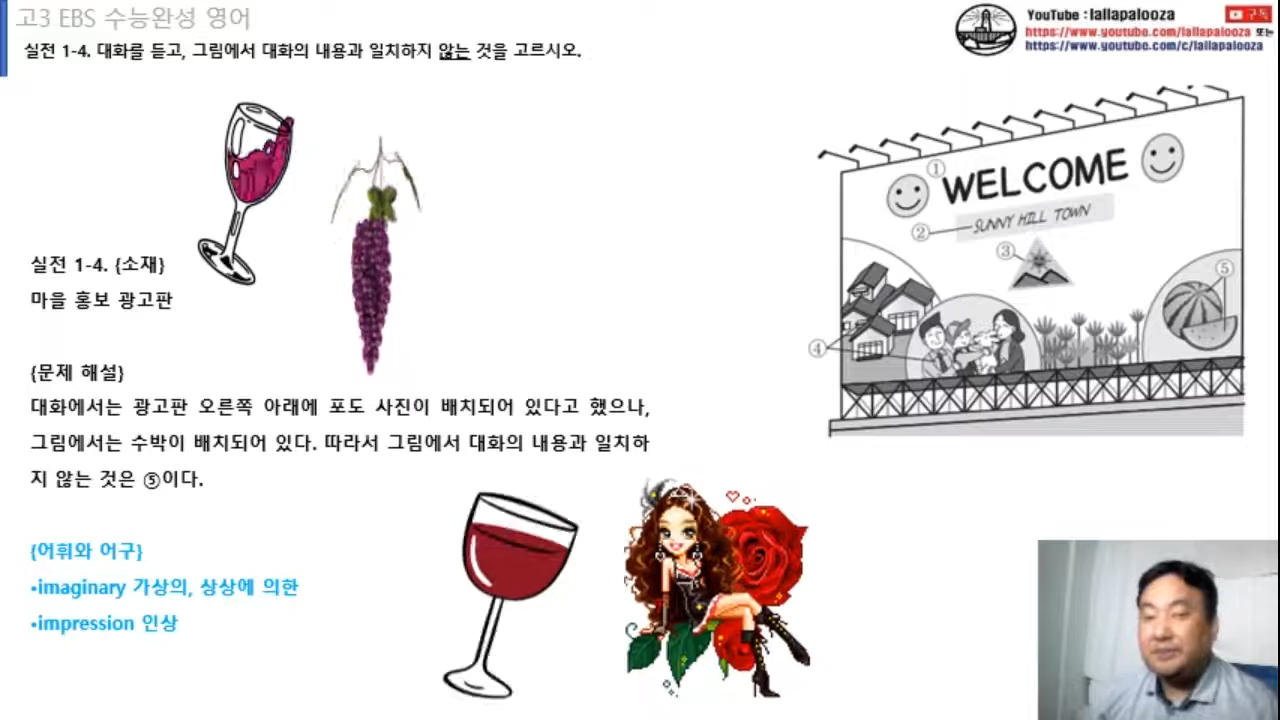 고3 EBS 수능완성 영어
실전 1-4. 대화를 듣고, 그림에서 대화의 내용과 일치하지 않는 것을 고르시오.
YouTube : lallapalooza
구독
https://www.youtube.com/lallapalooza 또는
https://www.youtube.com/c/lallapalooza
① WELCOME
② SUNNY HILL TOWN
③
④
⑤
실전 1-4. {소재}
마을 홍보 광고판
{문제 해설}
대화에서는 광고판 오른쪽 아래에 포도 사진이 배치되어 있다고 했으나,
그림에서는 수박이 배치되어 있다. 따라서 그림에서 대화의 내용과 일치하
지 않는 것은 ⑤이다.
{어휘와 어구}
•imaginary 가상의, 상상에 의한
•impression 인상